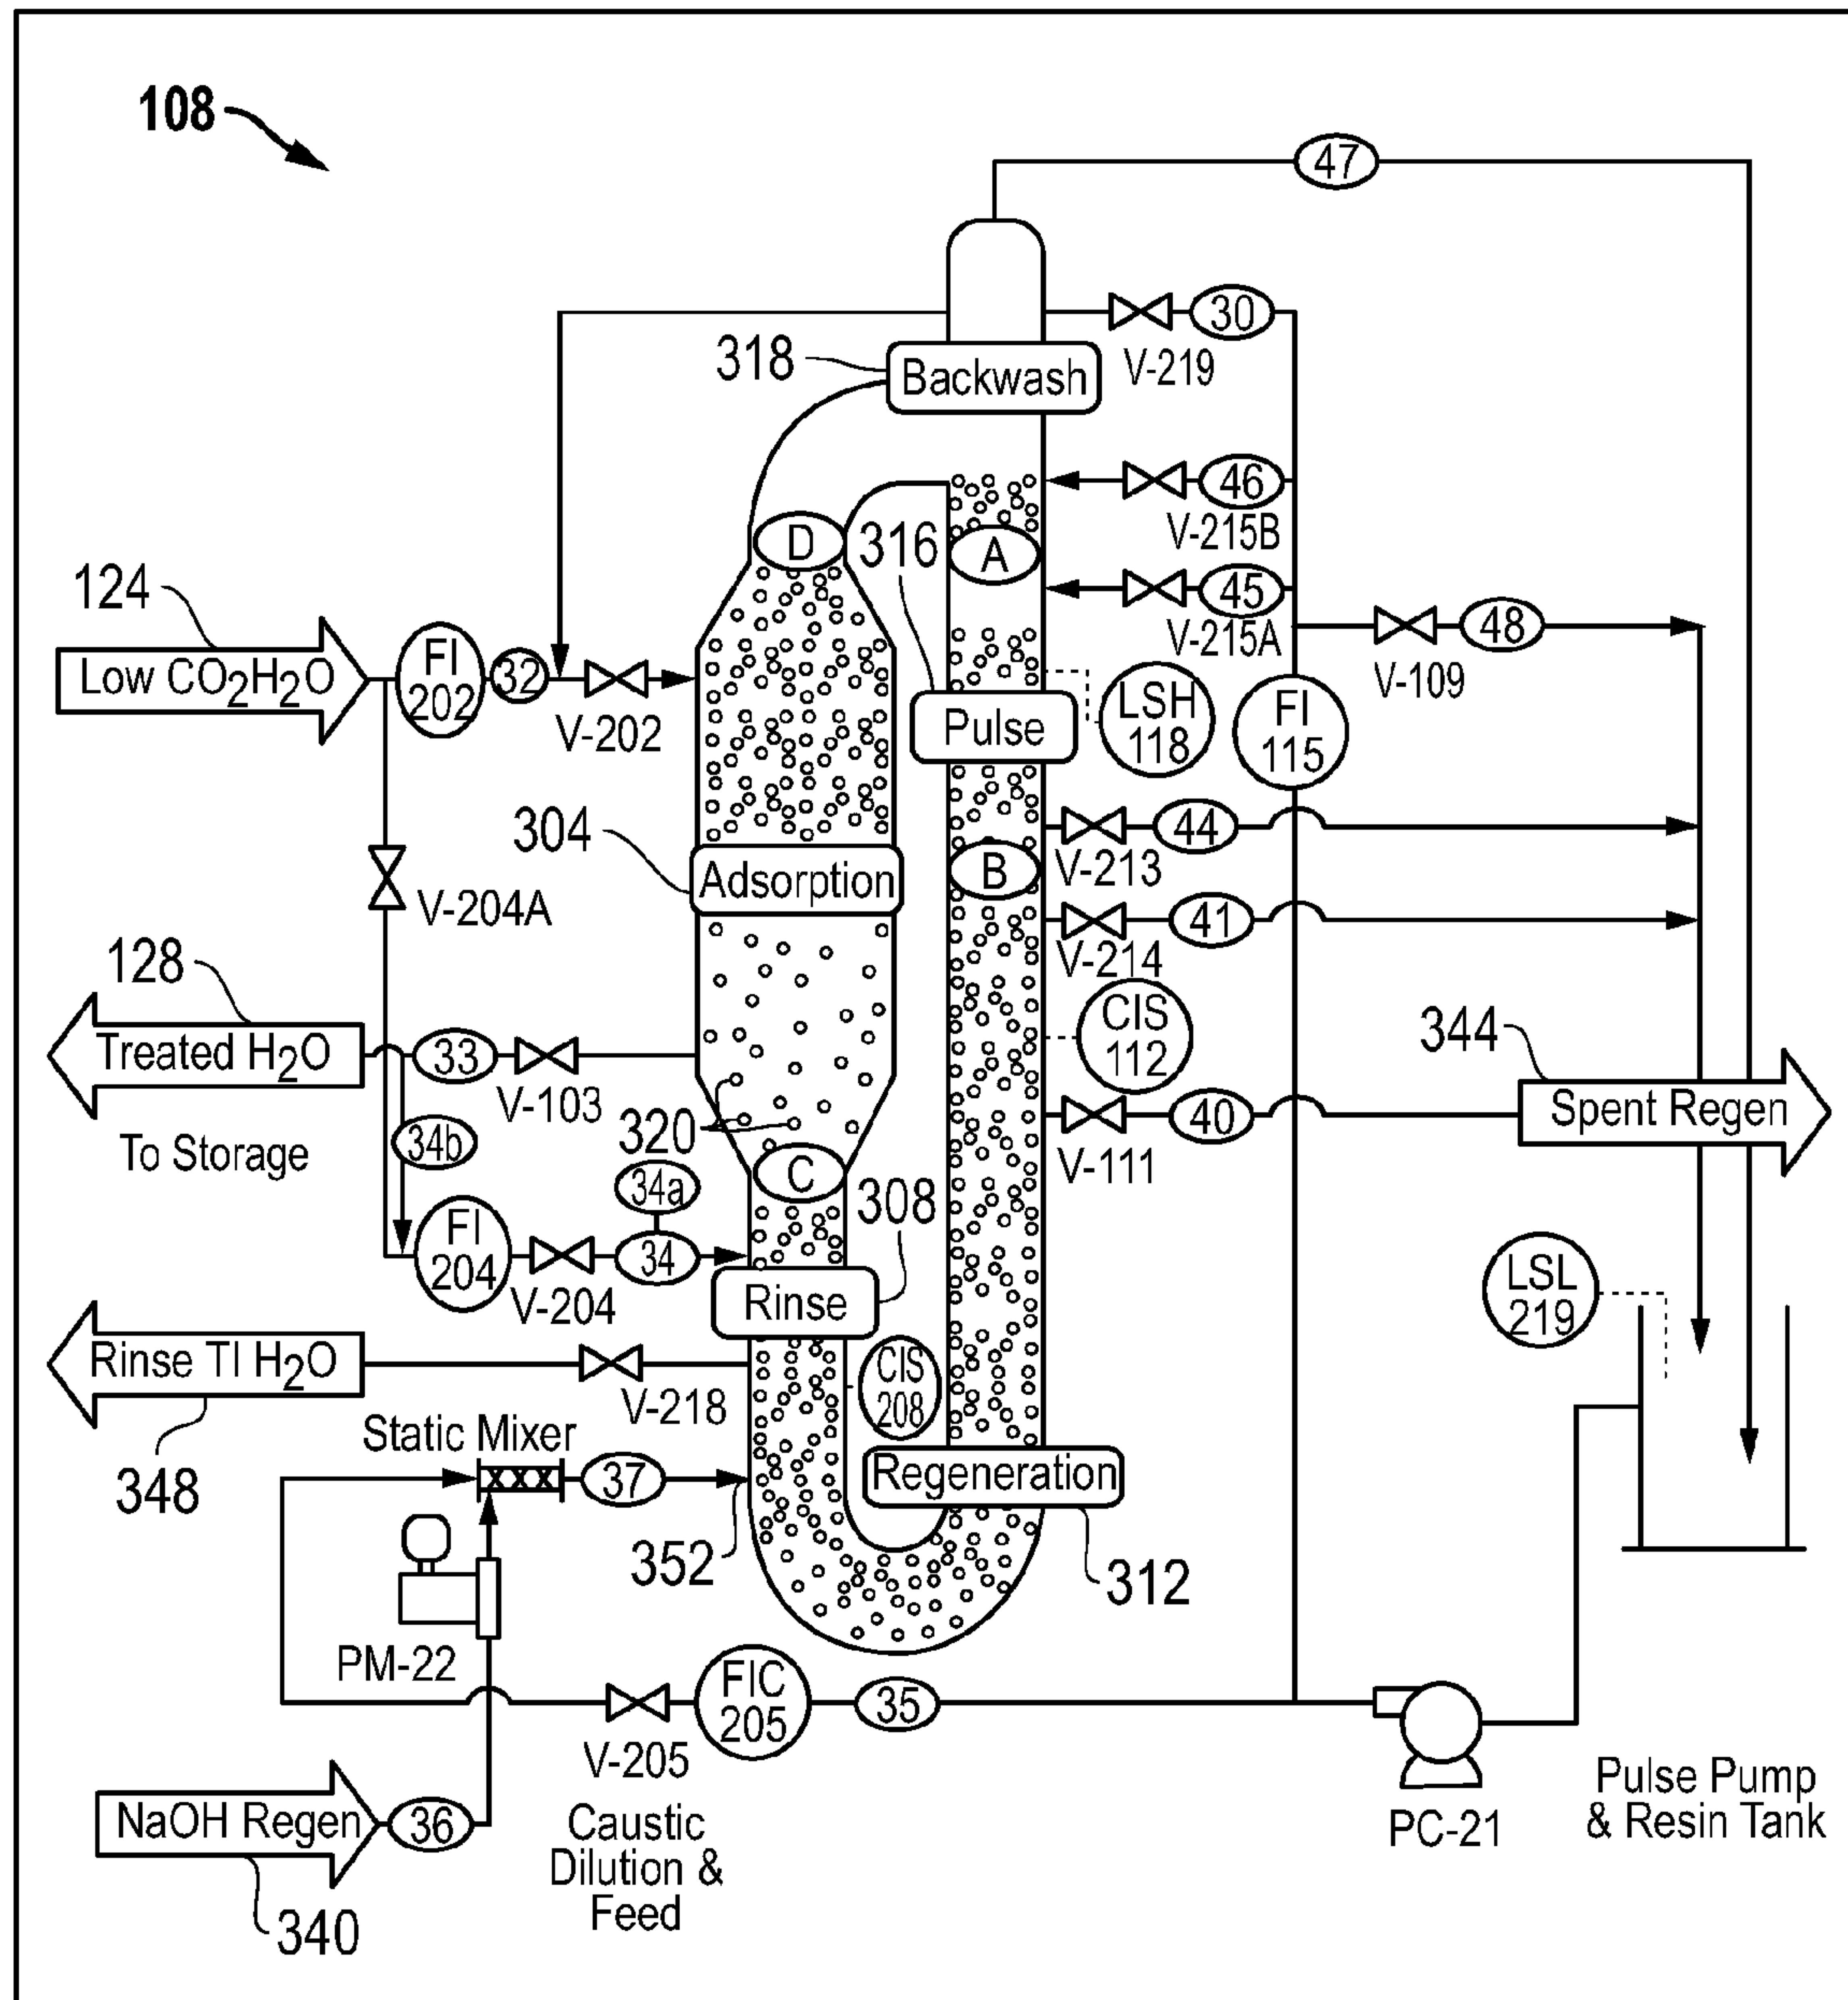 108
47
30
V-219
318
Backwash
46
V-215B
316
D
A
45
V-215A
124
Low CO2H2O
FI
202
32
V-202
48
V-109
LSH
118
FI
115
Pulse
304
44
V-213
Adsorption
B
V-204A
41
V-214
128
CIS
112
344
Treated H2O
33
V-103
40
V-111
Spent Regen
To Storage
34b
320
C
34a
308
FI
204
V-204
34
LSL
219
Rinse
Rinse TI H2O
V-218
CIS
208
348
Static Mixer
37
Regeneration
352
312
PM-22
FIC
205
35
V-205
NaOH Regen
36
340
Caustic
Dilution &
Feed
PC-21
Pulse Pump
& Resin Tank